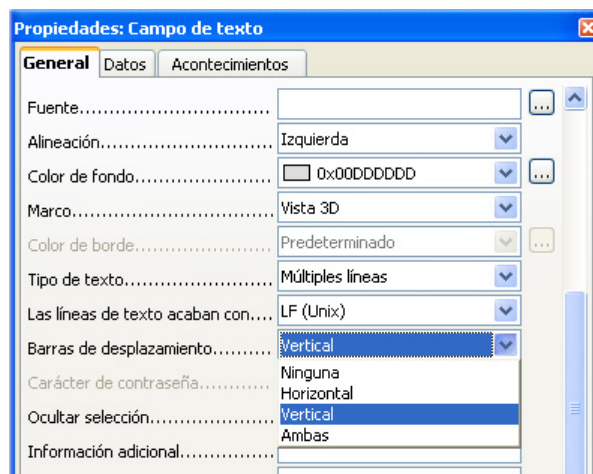 Propiedades: Campo de texto
General Datos Acontecimientos
Fuente.............................. ...
Alineación.......................... Izquierda
Color de fondo..................... 0x00DDDDDD ...
Marco............................... Vista 3D
Color de borde..................... Predeterminado ...
Tipo de texto....................... Múltiples líneas
Las líneas de texto acaban con.... LF (Unix)
Barras de desplazamiento.......... Vertical
Carácter de contraseña............ Ninguna
Horizontal
Ocultar selección................... Vertical
Ambas
Información adicional...............